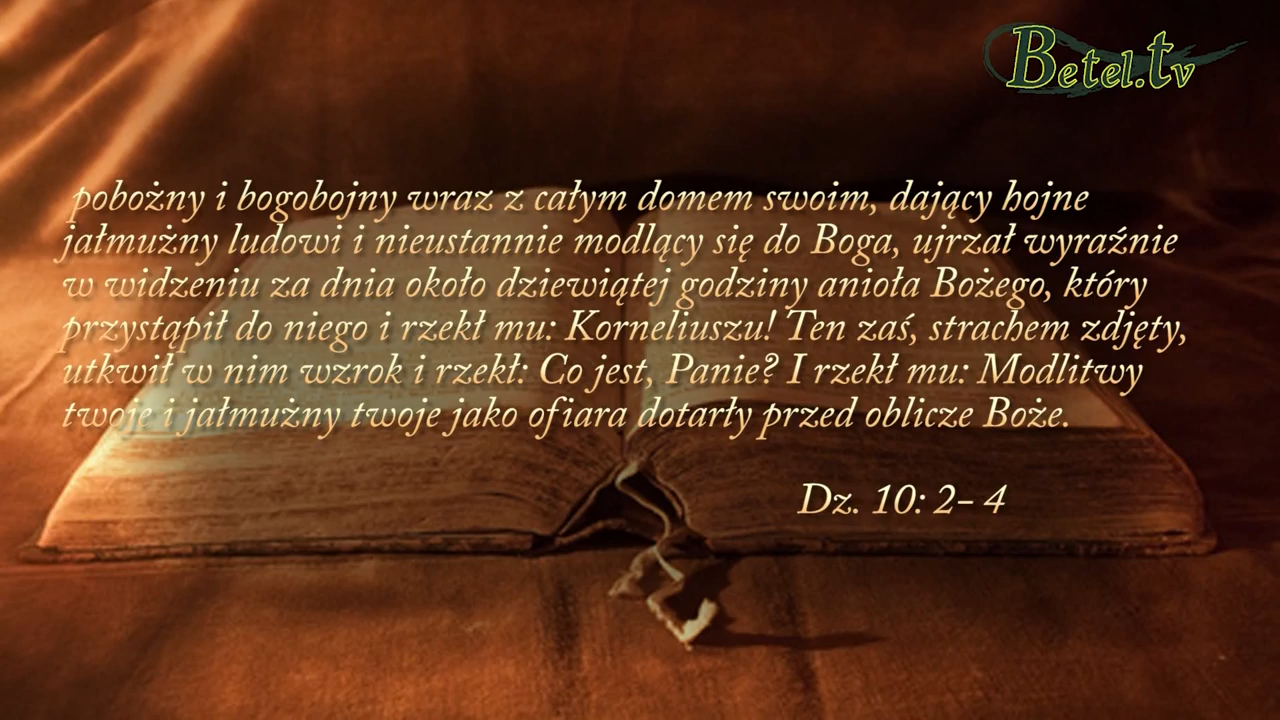 Betel.tv
pobożny i bogobojny wraz z całym domem swoim, dający hojne
jałmużny ludowi i nieustannie modlący się do Boga, ujrzał wyraźnie
w widzeniu za dnia około dziewiątej godziny anioła Bożego, który
przystąpił do niego i rzekł mu: Korneliuszu! Ten zaś, strachem zdjęty,
utkwił w nim wzrok i rzekł: Co jest, Panie? I rzekł mu: Modlitwy
twoje i jałmużny twoje jako ofiara dotarły przed oblicze Boże.
Dz. 10: 2- 4